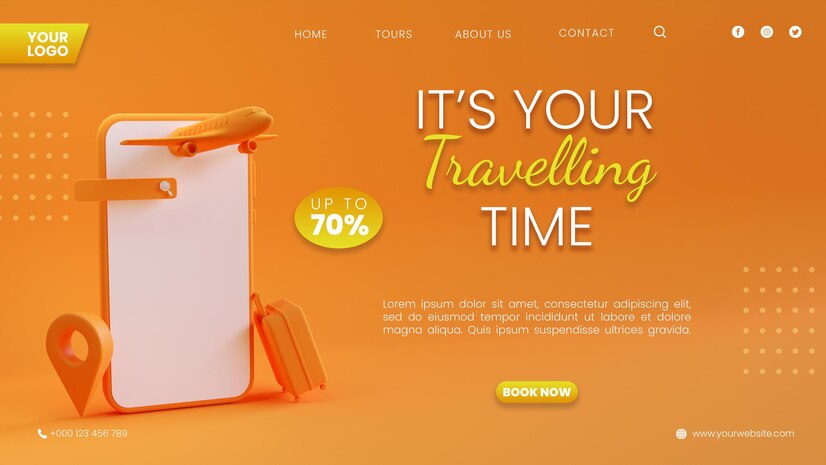 YOUR
LOGO
HOME
TOURS
ABOUT US
CONTACT
IT’S YOUR
Travelling
TIME
UP TO
70%
Lorem ipsum dolor sit amet, consectetur adipiscing elit,
sed do eiusmod tempor incididunt ut labore et dolore
magna aliqua. Quis ipsum suspendisse ultrices gravida.
BOOK NOW
+000 123 456 789
www.yourwebsite.com